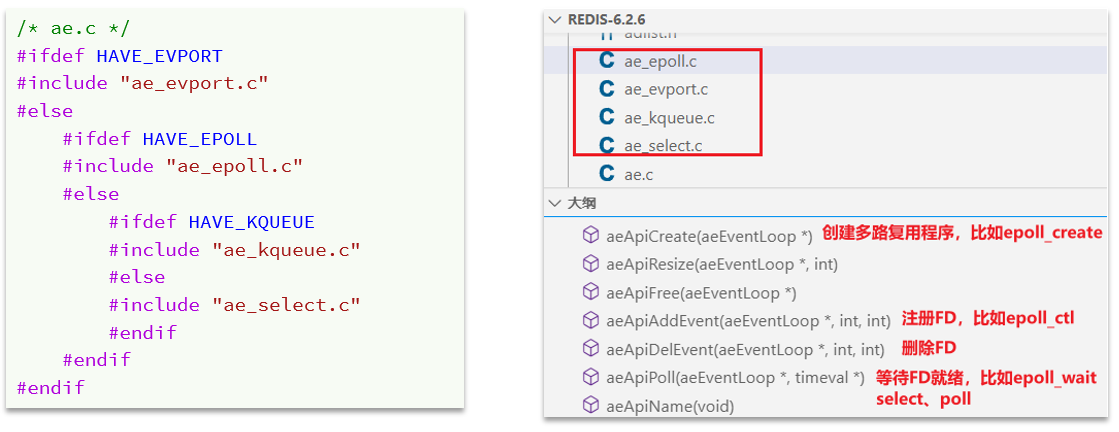 /* ae.c */
#ifdef HAVE_EVPORT
#include "ae_evport.c"
#else
#ifdef HAVE_EPOLL
#include "ae_epoll.c"
#else
#ifdef HAVE_KQUEUE
#include "ae_kqueue.c"
#else
#include "ae_select.c"
#endif
#endif
#endif
REDIS-6.2.6
adlist.h
C ae_epoll.c
C ae_evport.c
C ae_kqueue.c
C ae_select.c
C ae.c
大纲
aeApiCreate(aeEventLoop *) 创建多路复用程序，比如epoll_create
aeApiResize(aeEventLoop *, int)
aeApiFree(aeEventLoop *)
aeApiAddEvent(aeEventLoop *, int, int) 注册FD，比如epoll_ctl
aeApiDelEvent(aeEventLoop *, int, int) 删除FD
aeApiPoll(aeEventLoop *, timeval *) 等待FD就绪，比如epoll_wait
select、poll
aeApiName(void)